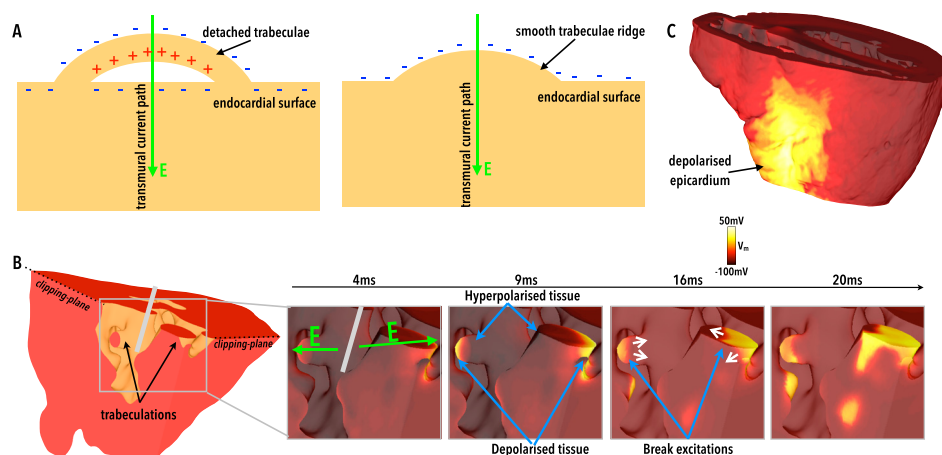 A
detached trabeculae
endocardial surface
transmural current path
E
smooth trabeculae ridge
endocardial surface
transmural current path
E
C
depolarised
epicardium
50mV
Vm
-100mV
B
clipping-plane
clipping-plane
trabeculations
4ms
9ms
16ms
20ms
Hyperpolarised tissue
E
E
Depolarised tissue
Break excitations